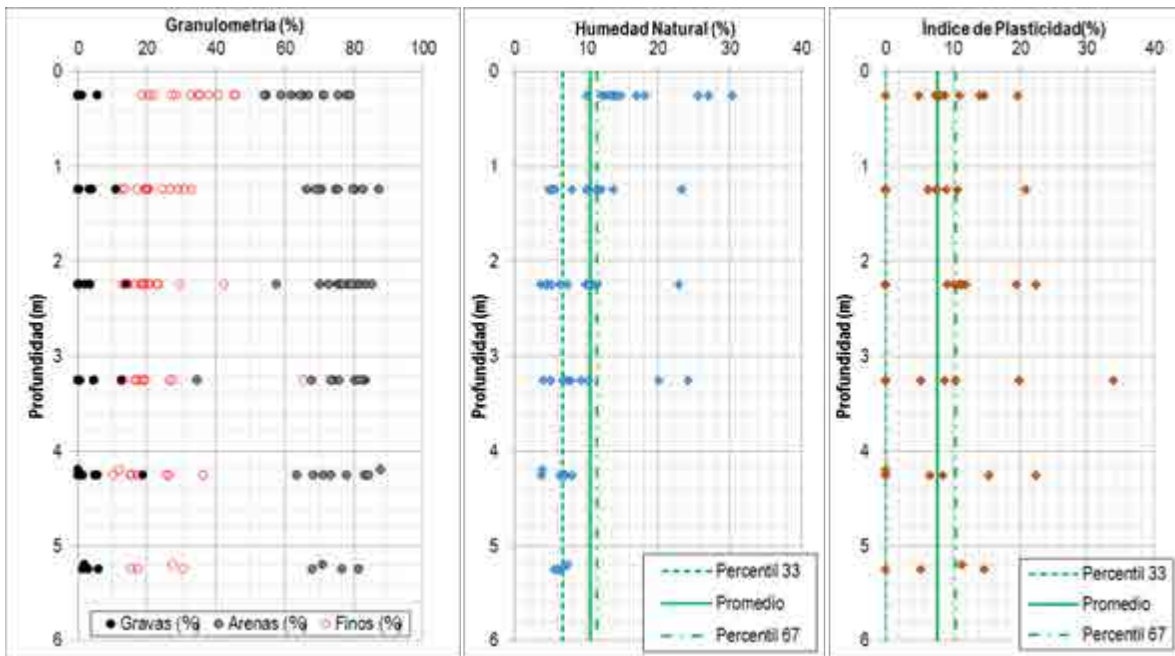 Granulometría (%)
0 20 40 60 80 100
Profundidad (m)
0
1
2
3
4
5
6
Gravas (%) Arenas (%) Finos (%)
Humedad Natural (%)
0 10 20 30 40
Profundidad (m)
0
1
2
3
4
5
6
Percentil 33
Promedio
Percentil 67
Índice de Plasticidad(%)
0 10 20 30 40
Profundidad (m)
0
1
2
3
4
5
6
Percentil 33
Promedio
Percentil 67